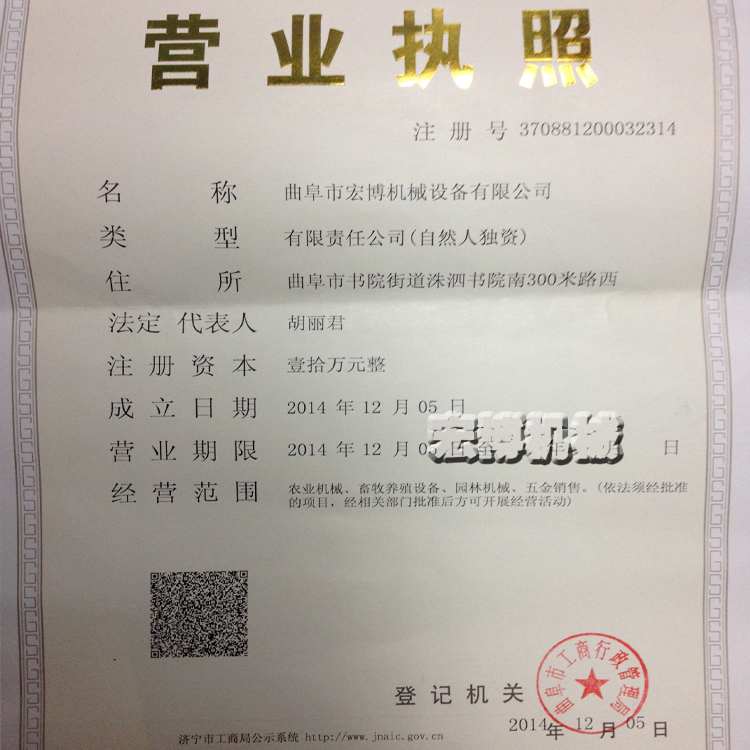 营业执照
注 册 号 370881200032314
名 称 曲阜市宏博机械设备有限公司
类 型 有限责任公司(自然人独资)
住 所 曲阜市书院街道洙泗书院南300米路西
法定代表人 胡丽君
注册资本 壹拾万元整
成立日期 2014 年 12 月 05 日
营业期限 2014 年 12 月 05 日至 年 月 日
宏博机械
经营范围 农业机械、畜牧养殖设备、园林机械、五金销售。(依法须经批准
的项目,经相关部门批准后方可开展经营活动)
曲阜市工商行政管理局
登记机关
2014 年 12 月 05 日
济宁市工商局公示系统 http://www.jnaic.gov.cn